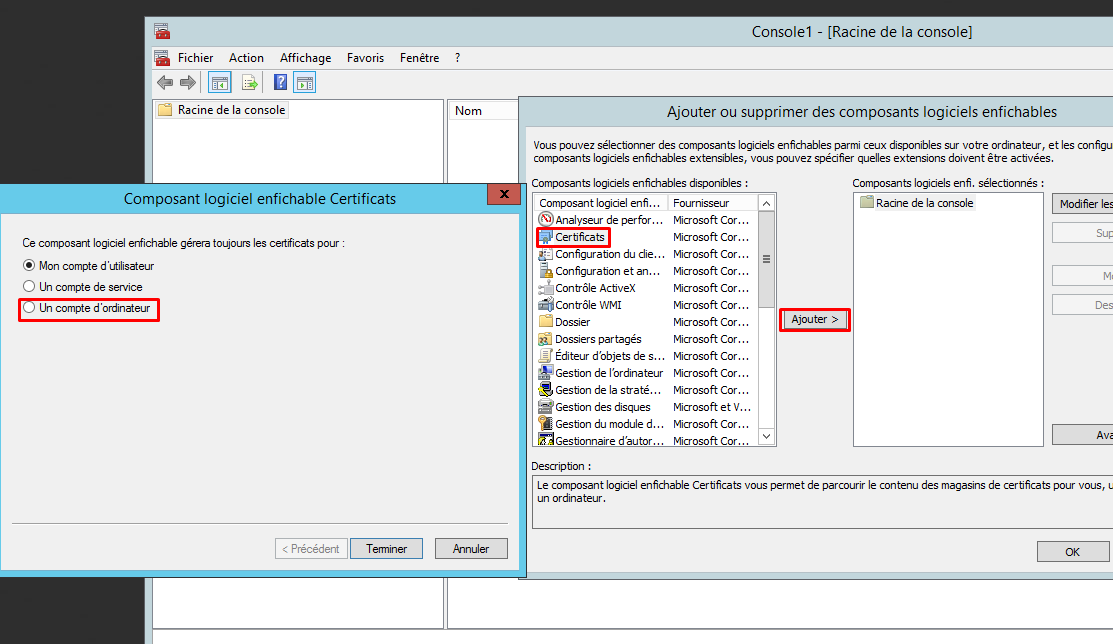 Console1 - [Racine de la console]
Fichier Action Affichage Favoris Fenêtre ?
Racine de la console
Nom
Ajouter ou supprimer des composants logiciels enfichables
Vous pouvez sélectionner des composants logiciels enfichables parmi ceux disponibles sur votre ordinateur, et les configu
composants logiciels enfichables extensibles, vous pouvez spécifier quelles extensions doivent être activées.
Composants logiciels enfichables disponibles :
Composant logiciel enfi... Fournisseur
Analyseur de perfor... Microsoft Cor...
Certificats Microsoft Cor...
Configuration du clie... Microsoft Cor...
Configuration et an... Microsoft Cor...
Contrôle ActiveX Microsoft Cor...
Contrôle WMI Microsoft Cor...
Dossier Microsoft Cor...
Dossiers partagés Microsoft Cor...
Éditeur d'objets de s... Microsoft Cor...
Gestion de l'ordinateur Microsoft Cor...
Gestion de la straté... Microsoft Cor...
Gestion des disques Microsoft et V...
Gestion du module d... Microsoft Cor...
Gestionnaire d'autor... Microsoft Cor...
Ajouter >
Composants logiciels enfi. sélectionnés :
Racine de la console
Modifier les
Sup
Mo
Des
Ava
Description :
Le composant logiciel enfichable Certificats vous permet de parcourir le contenu des magasins de certificats pour vous, u
un ordinateur.
OK
Composant logiciel enfichable Certificats
x
Ce composant logiciel enfichable gérera toujours les certificats pour :
Mon compte d'utilisateur
Un compte de service
Un compte d'ordinateur
< Précédent Terminer Annuler